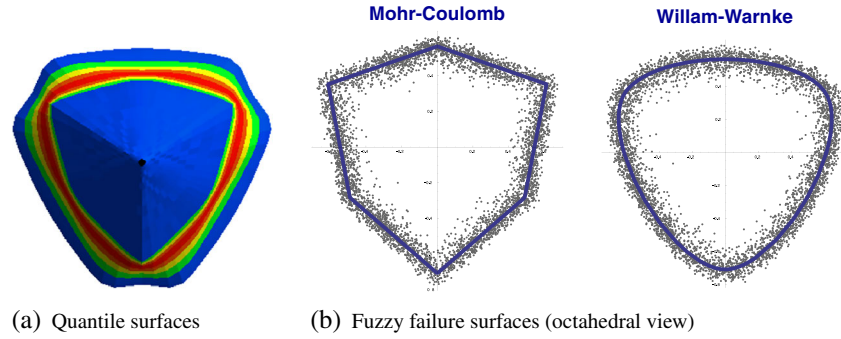 Mohr-Coulomb
Willam-Warnke
(a) Quantile surfaces
(b) Fuzzy failure surfaces (octahedral view)